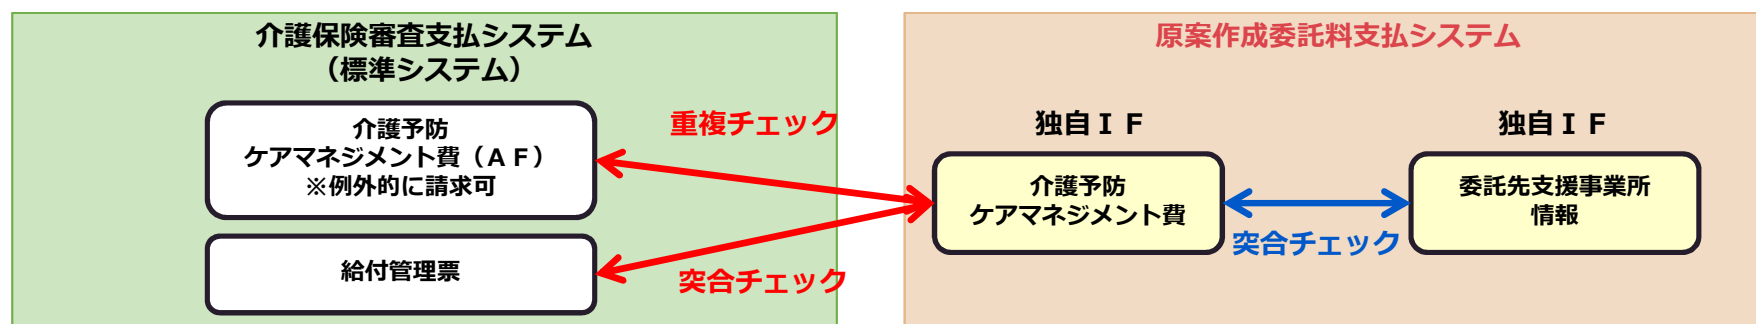 介護保険審査支払システム
（標準システム）
介護予防
ケアマネジメント費（ＡＦ）
※例外的に請求可
給付管理票
重複チェック
突合チェック
原案作成委託料支払システム
独自ＩＦ
介護予防
ケアマネジメント費
突合チェック
独自ＩＦ
委託先支援事業所
情報